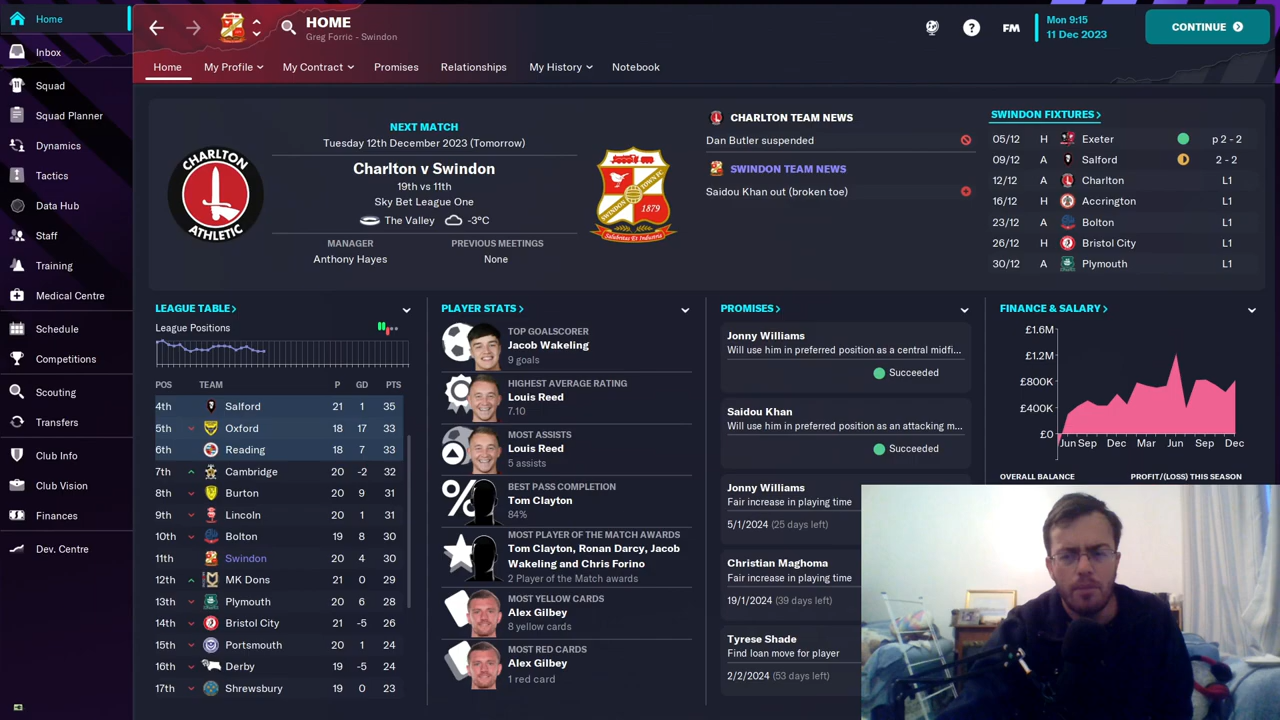 Home
Inbox
Squad
Squad Planner
Dynamics
Tactics
Data Hub
Staff
Training
Medical Centre
Schedule
Competitions
Scouting
Transfers
Club Info
Club Vision
Finances
Dev. Centre
HOME
Greg Forric - Swindon
?
FM
Mon 9:15
11 Dec 2023
CONTINUE
Home My Profile My Contract Promises Relationships My History Notebook
CHARLTON
ATHLETIC
NEXT MATCH
Tuesday 12th December 2023 (Tomorrow)
Charlton v Swindon
19th vs 11th
Sky Bet League One
The Valley -3°C
MANAGER PREVIOUS MEETINGS
Anthony Hayes None
SWINDON TOWN FC
1879
Salubritas Et Industria
CHARLTON TEAM NEWS
Dan Butler suspended
SWINDON TEAM NEWS
Saidou Khan out (broken toe)
SWINDON FIXTURES >
05/12 H Exeter p 2 - 2
09/12 A Salford 2 - 2
12/12 A Charlton L1
16/12 H Accrington L1
23/12 A Bolton L1
26/12 H Bristol City L1
30/12 A Plymouth L1
LEAGUE TABLE >
League Positions
POS TEAM P GD PTS
4th Salford 21 1 35
5th Oxford 18 17 33
6th Reading 18 7 33
7th Cambridge 20 -2 32
8th Burton 20 9 31
9th Lincoln 20 1 31
10th Bolton 19 8 30
11th Swindon 20 4 30
12th MK Dons 21 0 29
13th Plymouth 20 6 28
14th Bristol City 21 -5 26
15th Portsmouth 20 1 24
16th Derby 19 -5 24
17th Shrewsbury 19 0 23
PLAYER STATS >
TOP GOALSCORER
Jacob Wakeling
9 goals
HIGHEST AVERAGE RATING
Louis Reed
7.10
MOST ASSISTS
Louis Reed
5 assists
BEST PASS COMPLETION
Tom Clayton
84%
MOST PLAYER OF THE MATCH AWARDS
Tom Clayton, Ronan Darcy, Jacob
Wakeling and Chris Forino
2 Player of the Match awards
MOST YELLOW CARDS
Alex Gilbey
8 yellow cards
MOST RED CARDS
Alex Gilbey
1 red card
PROMISES >
Jonny Williams
Will use him in preferred position as a central midfi...
Succeeded
Saidou Khan
Will use him in preferred position as an attacking m...
Succeeded
Jonny Williams
Fair increase in playing time
5/1/2024 (25 days left)
Christian Maghoma
Fair increase in playing time
19/1/2024 (39 days left)
Tyrese Shade
Find loan move for player
2/2/2024 (53 days left)
FINANCE & SALARY >
£1.6M
£1.2M
£800K
£400K
£0
Jun Sep Dec Mar Jun Sep Dec
OVERALL BALANCE PROFIT/(LOSS) THIS SEASON